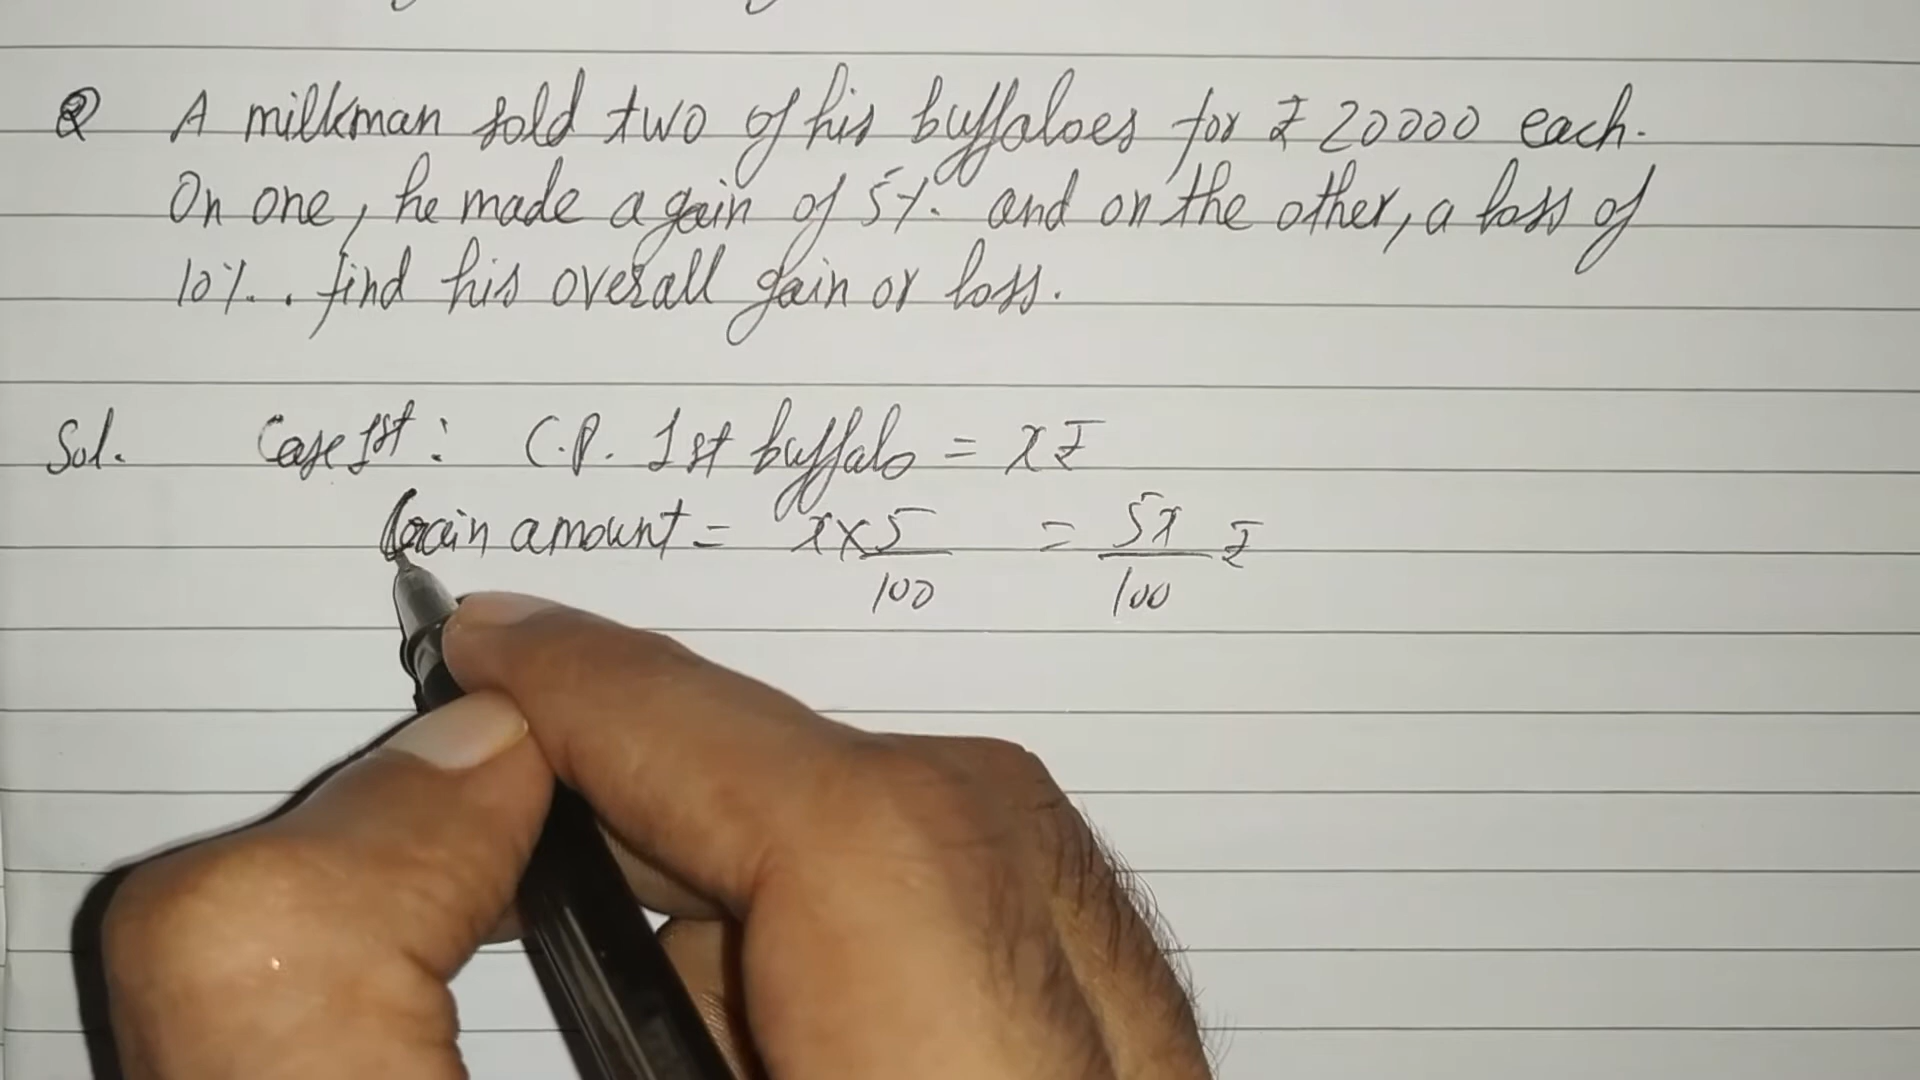 Q A milkman sold two of his buffaloes for ₹ 20000 each.
On one, he made a gain of 5%. and on the other, a loss of
10%.. find his overall gain or loss.
Sol. Case 1st : C.P. 1st buffalo = x ₹
Gain amount = x × 5/100 = 5x/100 ₹